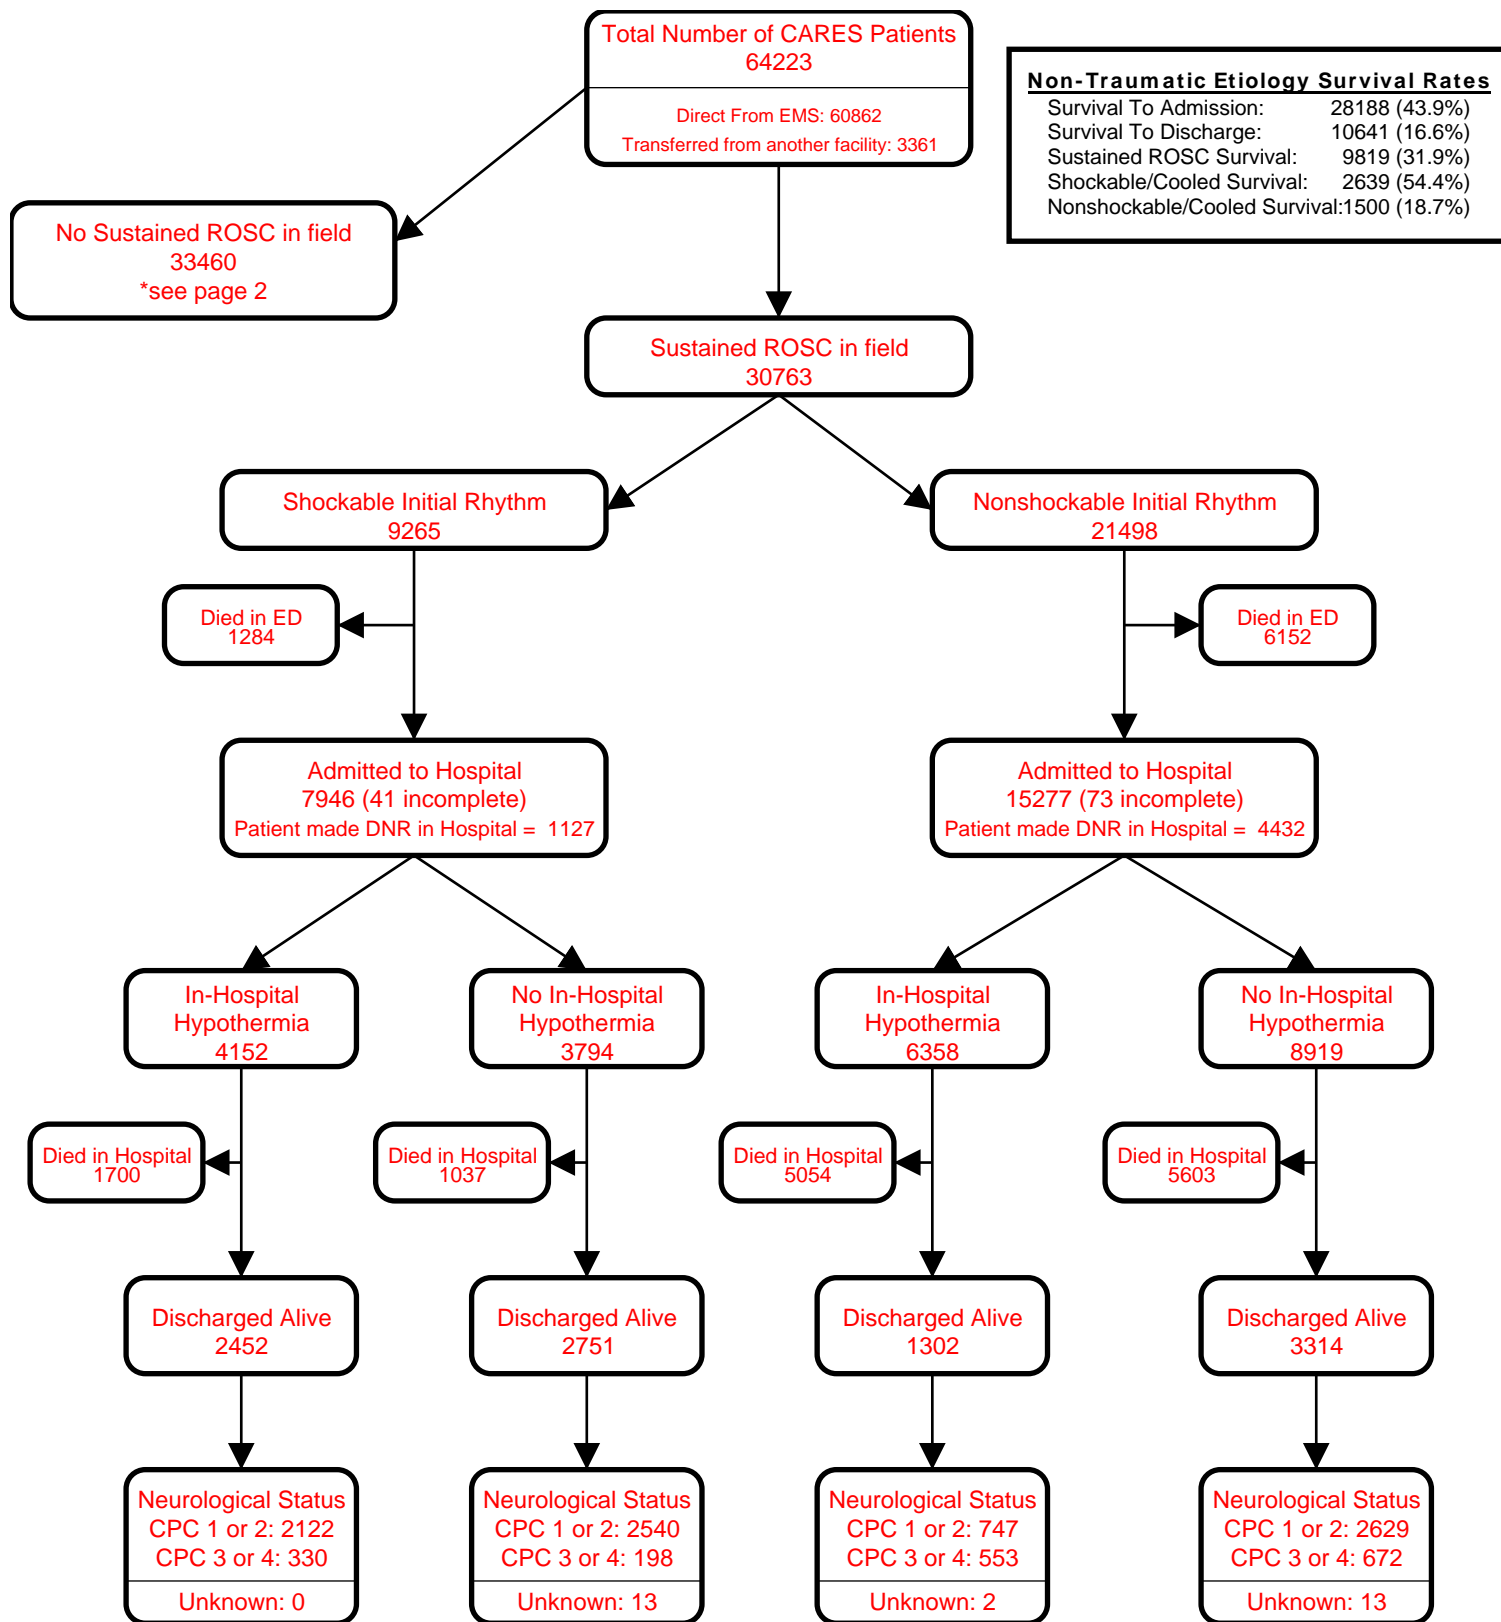 Total Number of CARES Patients
64223
Direct From EMS: 60862
Transferred from another facility: 3361
Non-Traumatic Etiology Survival Rates
Survival To Admission: 28188 (43.9%)
Survival To Discharge: 10641 (16.6%)
Sustained ROSC Survival: 9819 (31.9%)
Shockable/Cooled Survival: 2639 (54.4%)
Nonshockable/Cooled Survival:1500 (18.7%)
No Sustained ROSC in field
33460
*see page 2
Sustained ROSC in field
30763
Shockable Initial Rhythm
9265
Nonshockable Initial Rhythm
21498
Died in ED
1284
Died in ED
6152
Admitted to Hospital
7946 (41 incomplete)
Patient made DNR in Hospital = 1127
Admitted to Hospital
15277 (73 incomplete)
Patient made DNR in Hospital = 4432
In-Hospital
Hypothermia
4152
No In-Hospital
Hypothermia
3794
In-Hospital
Hypothermia
6358
No In-Hospital
Hypothermia
8919
Died in Hospital
1700
Died in Hospital
1037
Died in Hospital
5054
Died in Hospital
5603
Discharged Alive
2452
Discharged Alive
2751
Discharged Alive
1302
Discharged Alive
3314
Neurological Status
CPC 1 or 2: 2122
CPC 3 or 4: 330
Unknown: 0
Neurological Status
CPC 1 or 2: 2540
CPC 3 or 4: 198
Unknown: 13
Neurological Status
CPC 1 or 2: 747
CPC 3 or 4: 553
Unknown: 2
Neurological Status
CPC 1 or 2: 2629
CPC 3 or 4: 672
Unknown: 13